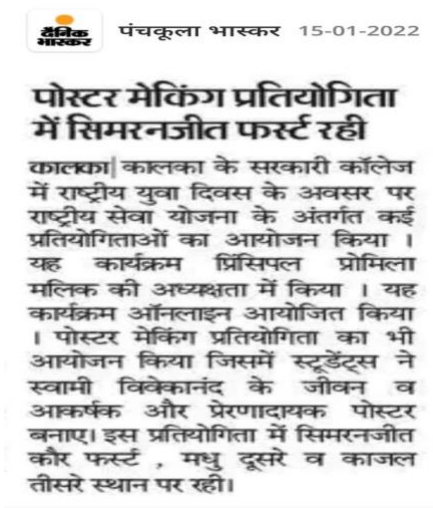 दैनिक
भास्कर
पंचकूला भास्कर 15-01-2022
पोस्टर मेकिंग प्रतियोगिता
में सिमरनजीत फर्स्ट रही
कालका| कालका के सरकारी कॉलेज
में राष्ट्रीय युवा दिवस के अवसर पर
राष्ट्रीय सेवा योजना के अंतर्गत कई
प्रतियोगिताओं का आयोजन किया ।
यह कार्यक्रम प्रिंसिपल प्रोमिला
मलिक की अध्यक्षता में किया । यह
कार्यक्रम ऑनलाइन आयोजित किया
। पोस्टर मेकिंग प्रतियोगिता का भी
आयोजन किया जिसमें स्टूडेंट्स ने
स्वामी विवेकानंद के जीवन व
आकर्षक और प्रेरणादायक पोस्टर
बनाए। इस प्रतियोगिता में सिमरनजीत
कौर फर्स्ट , मधु दूसरे व काजल
तीसरे स्थान पर रही।